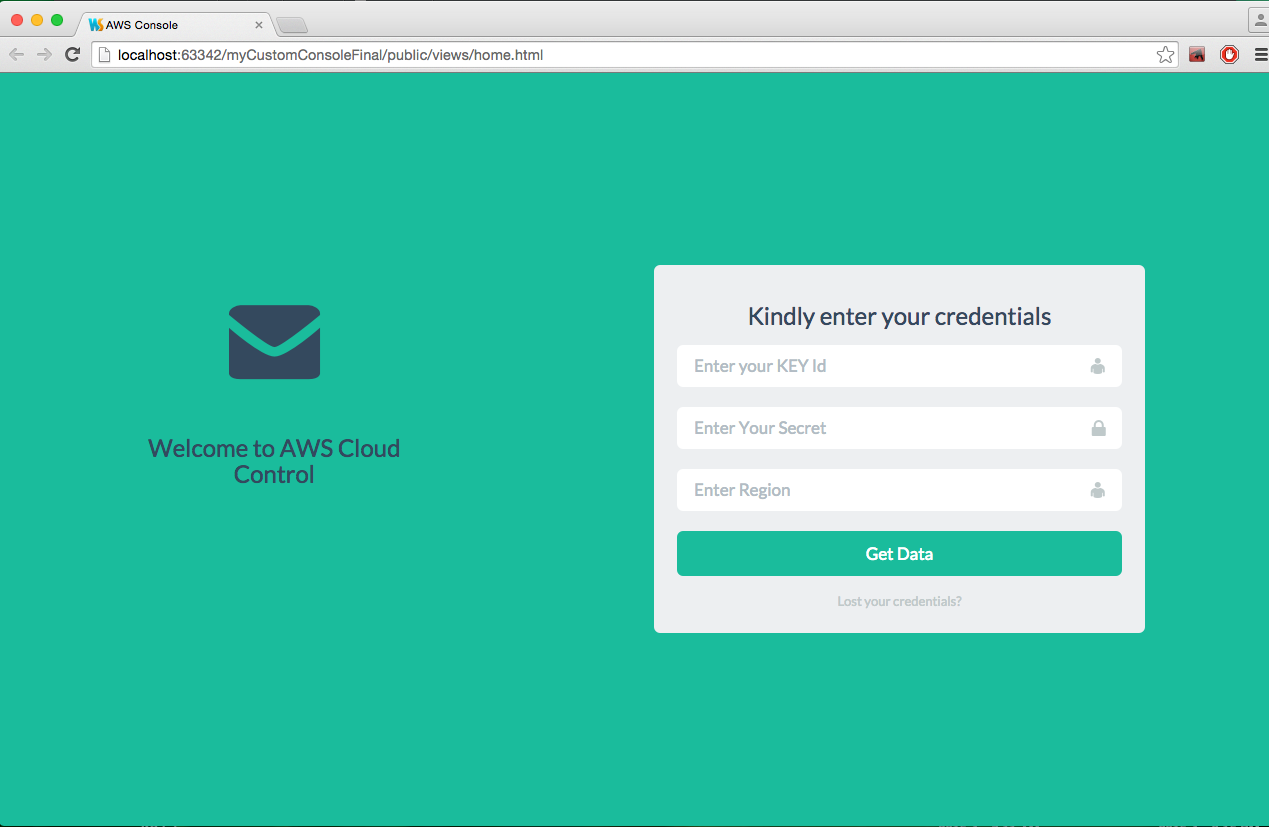 AWS Console
localhost:63342/myCustomConsoleFinal/public/views/home.html
Welcome to AWS Cloud
Control
Kindly enter your credentials
Enter your KEY Id
Enter Your Secret
Enter Region
Get Data
Lost your credentials?